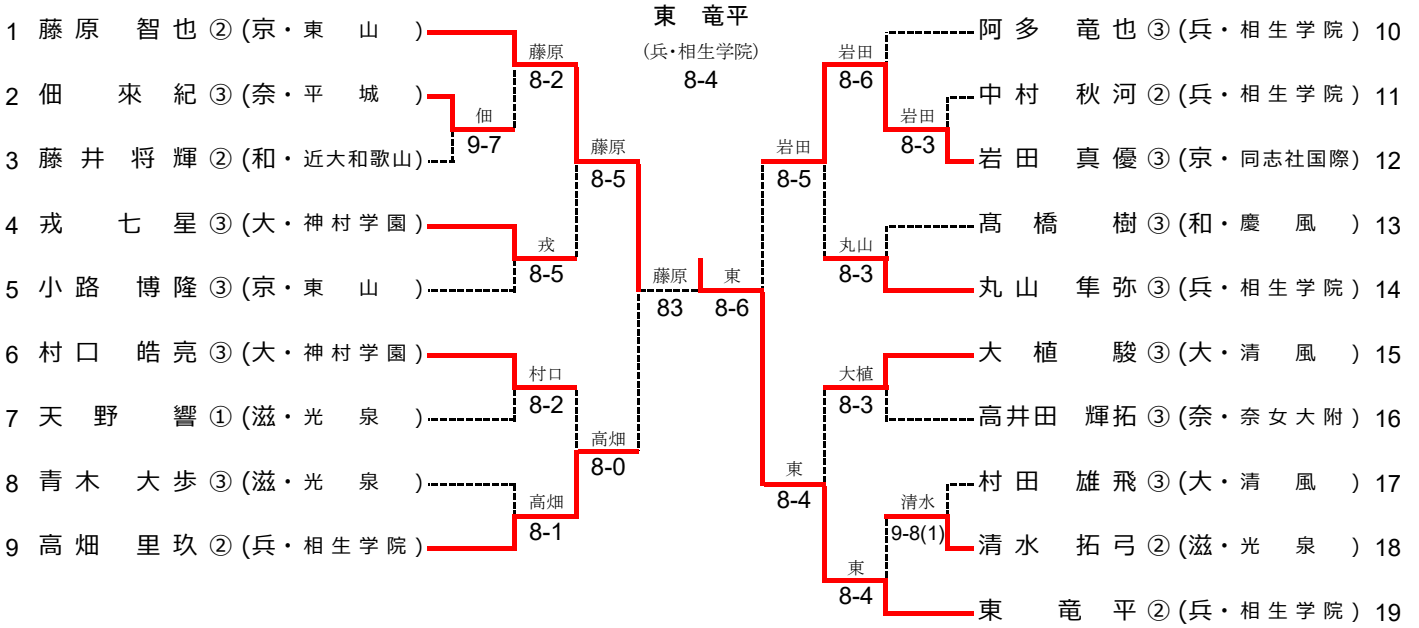 東 竜平
(兵・相生学院)
8-4
1 藤原 智也 ② (京・東 山)
藤原
8-2
2 佃 來紀 ③ (奈・平 城)
佃
9-7
3 藤井 将輝 ② (和・近大和歌山)
藤原
8-5
4 戎 七星 ③ (大・神村学園)
戎
8-5
5 小路 博隆 ③ (京・東 山)
藤原
83
6 村口 皓亮 ③ (大・神村学園)
村口
8-2
7 天野 響 ① (滋・光 泉)
高畑
8-0
8 青木 大歩 ③ (滋・光 泉)
高畑
8-1
9 高畑 里玖 ② (兵・相生学院)
阿多 竜也 ③ (兵・相生学院) 10
岩田
8-6
中村 秋河 ② (兵・相生学院) 11
岩田
8-3
岩田 真優 ③ (京・同志社国際) 12
岩田
8-5
髙橋 樹 ③ (和・慶 風) 13
丸山
8-3
丸山 隼弥 ③ (兵・相生学院) 14
東
8-6
大植 駿 ③ (大・清 風) 15
大植
8-3
高井田 輝拓 ③ (奈・奈女大附) 16
東
8-4
村田 雄飛 ③ (大・清 風) 17
清水
9-8(1)
清水 拓弓 ② (滋・光 泉) 18
東
8-4
東 竜平 ② (兵・相生学院) 19